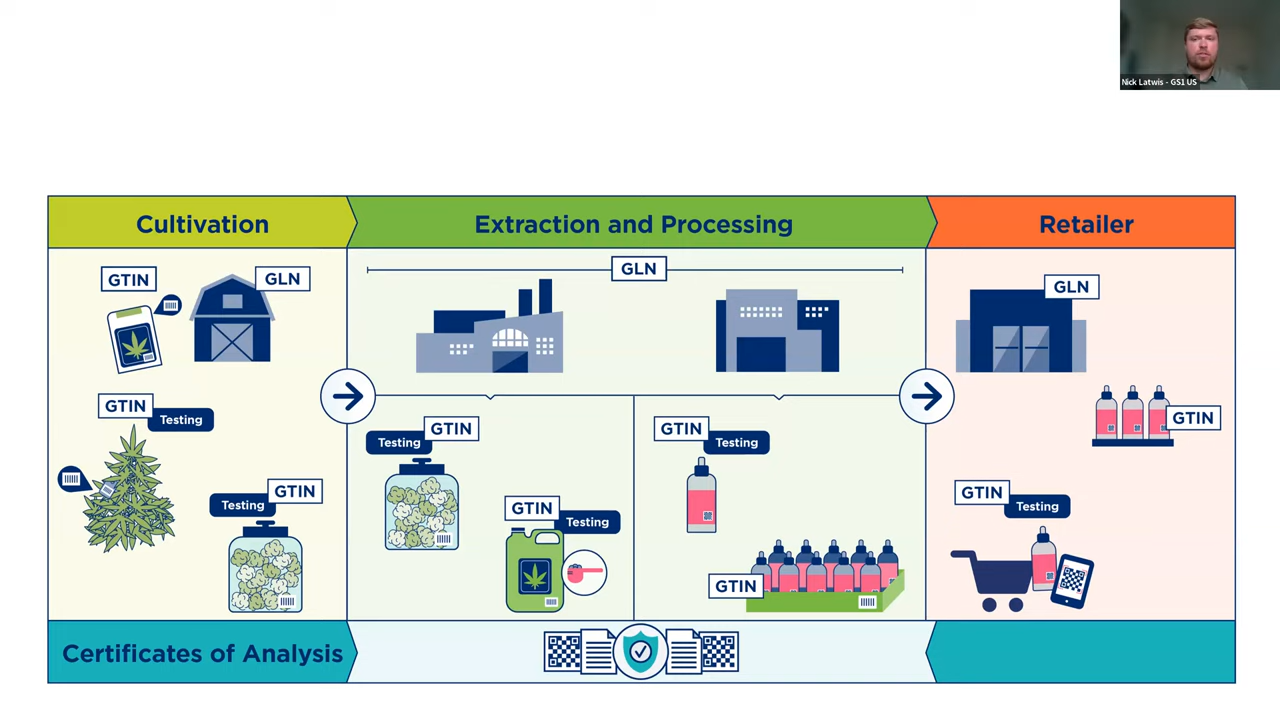 Nick Latwis - GS1 US
Cultivation
Extraction and Processing
Retailer
GTIN
GLN
GTIN
Testing
Testing
GTIN
GLN
Testing
GTIN
GTIN
Testing
GTIN
Testing
GTIN
GLN
GTIN
GTIN
Testing
Certificates of Analysis